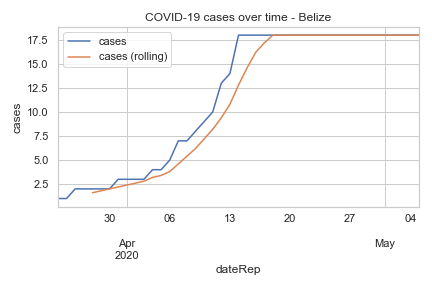 COVID-19 cases over time - Belize
cases
cases (rolling)
17.5
15.0
12.5
10.0
7.5
5.0
2.5
cases
30
06
13
20
27
04
Apr
2020
May
dateRep